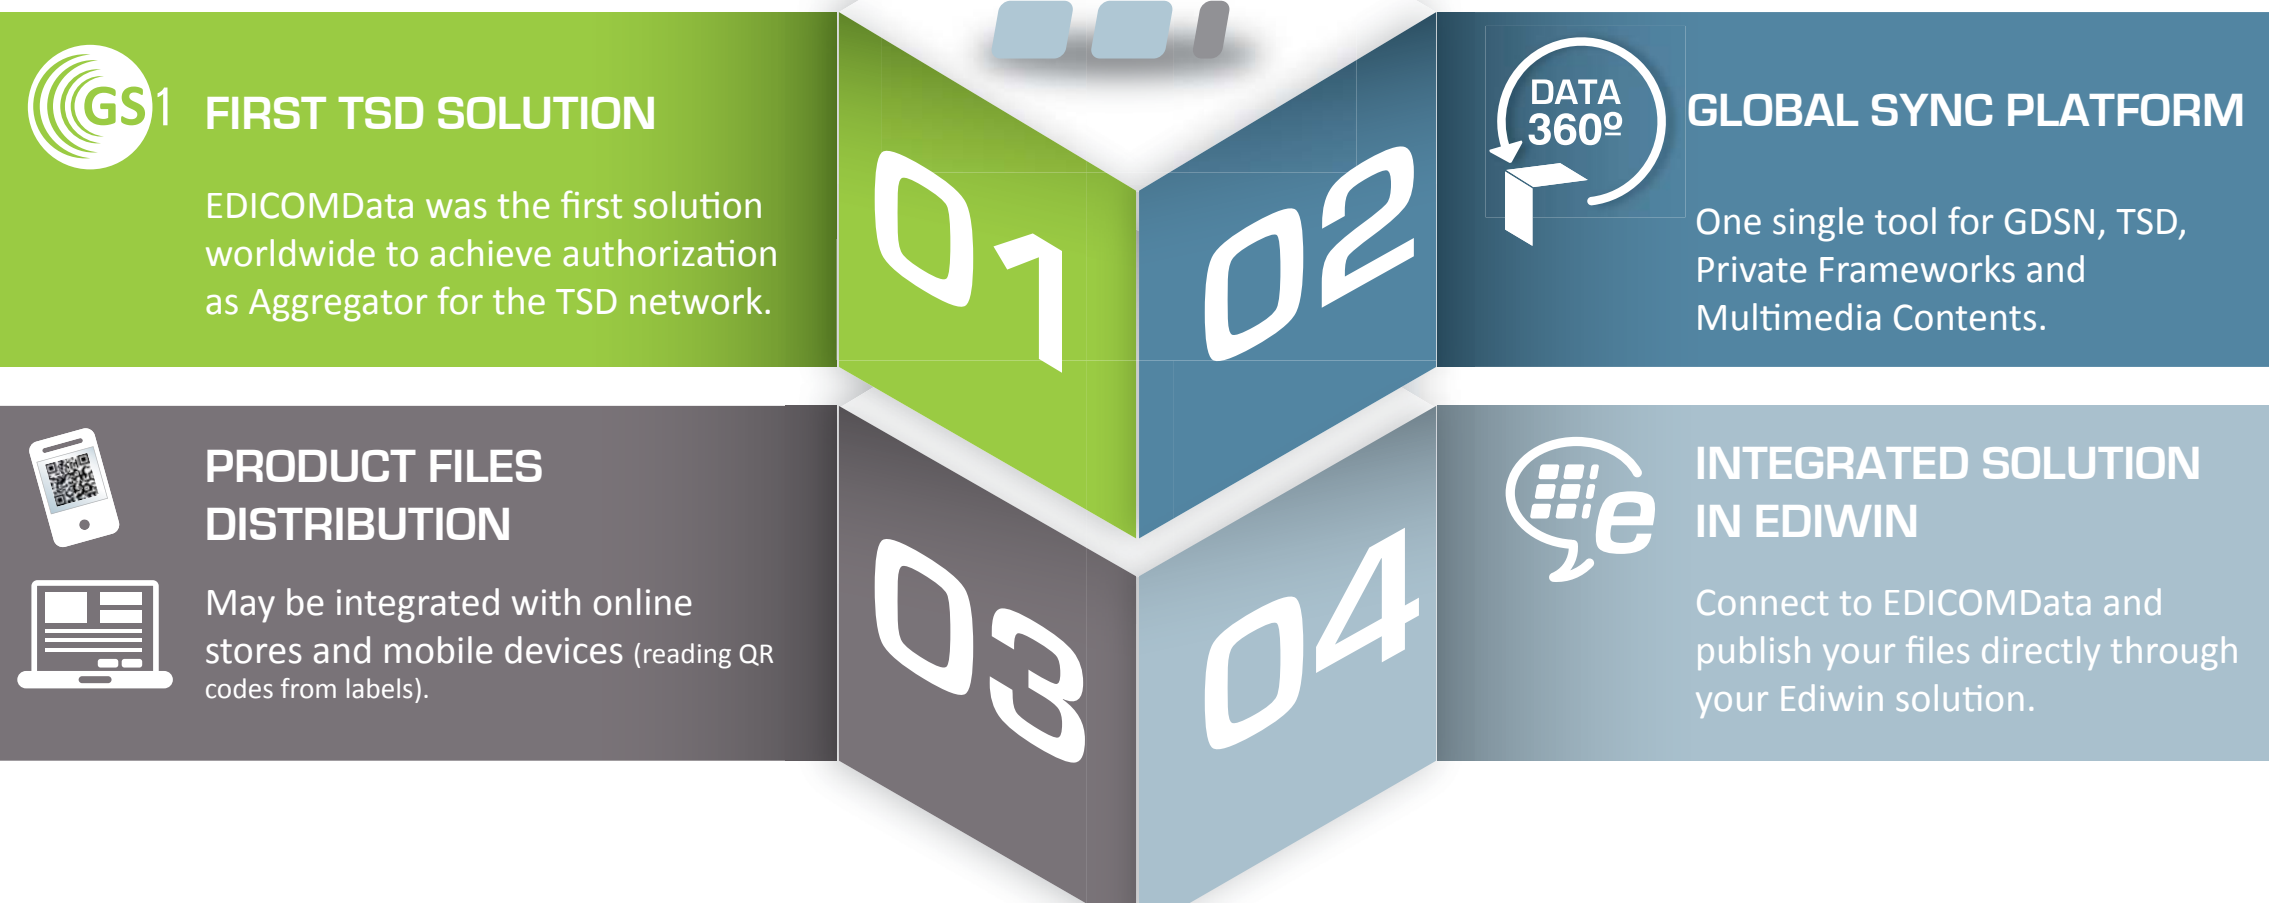 GS1
FIRST TSD SOLUTION
EDICOMData was the first solution
worldwide to achieve authorization
as Aggregator for the TSD network.
01
02
DATA
360º
GLOBAL SYNC PLATFORM
One single tool for GDSN, TSD,
Private Frameworks and
Multimedia Contents.
PRODUCT FILES
DISTRIBUTION
May be integrated with online
stores and mobile devices (reading QR
codes from labels).
03
04
e
INTEGRATED SOLUTION
IN EDIWIN
Connect to EDICOMData and
publish your files directly through
your Ediwin solution.